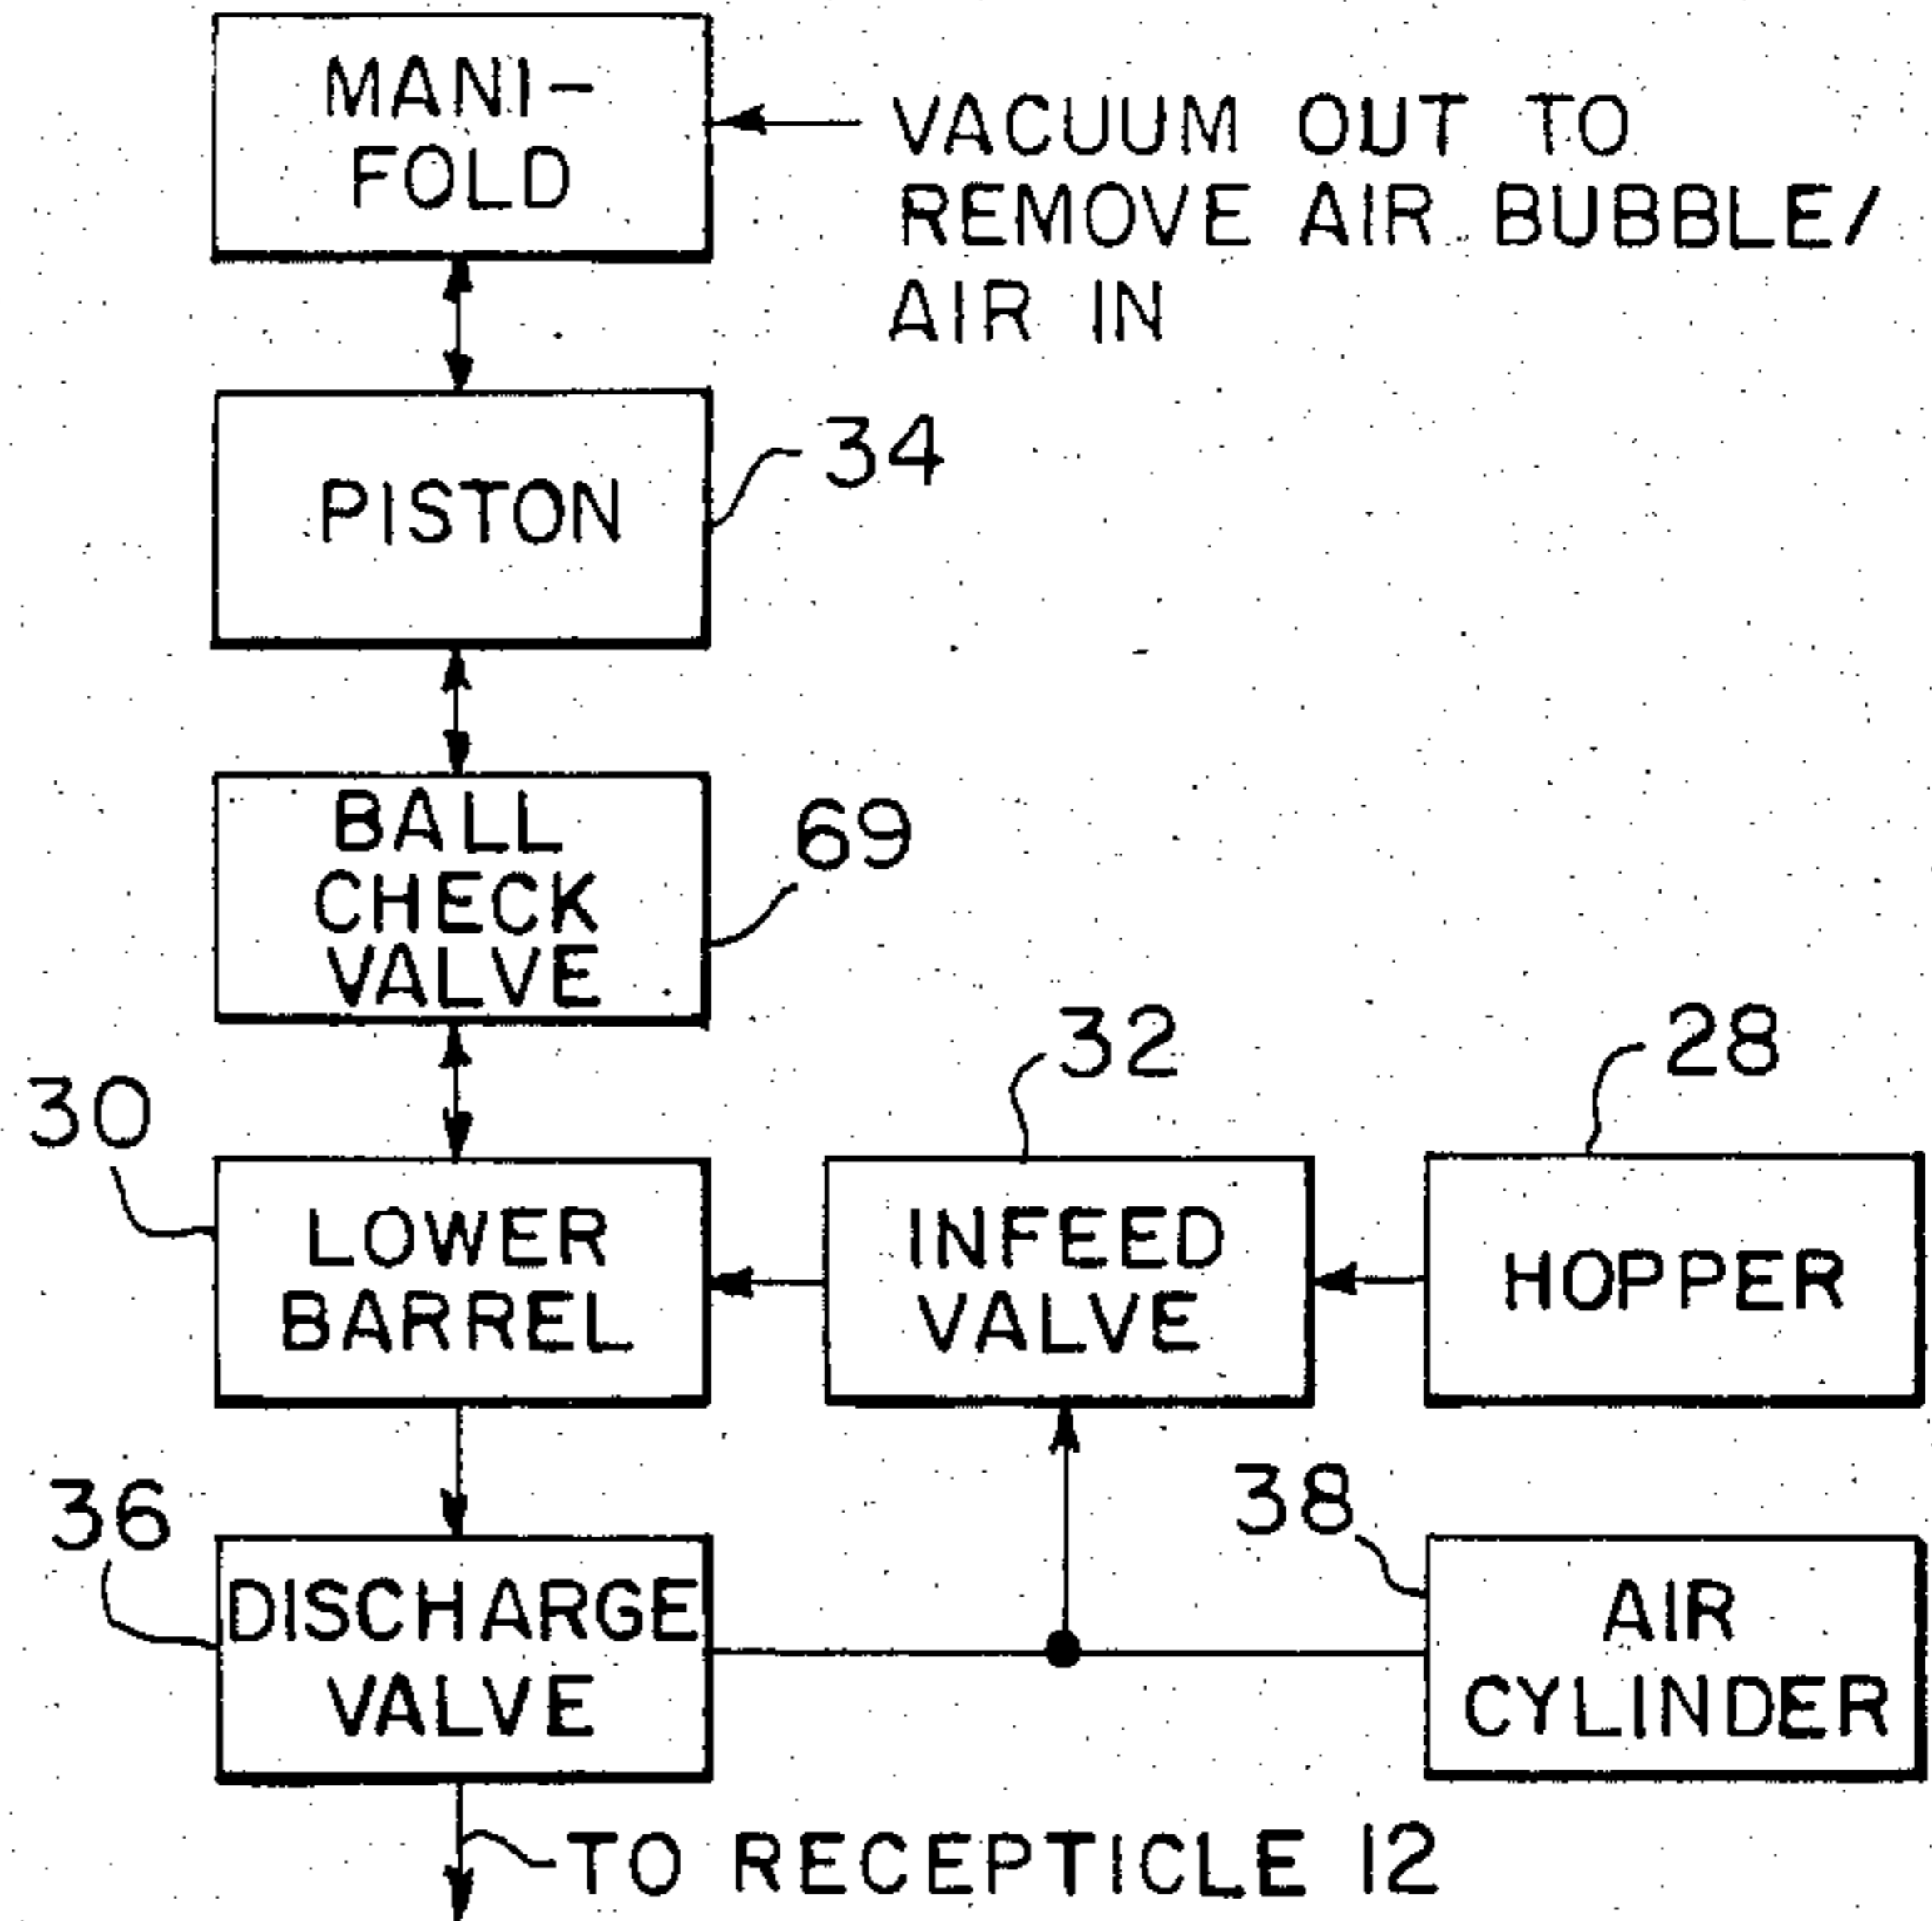 MANI-
FOLD
VACUUM OUT TO
REMOVE AIR BUBBLE/
AIR IN
PISTON
34
BALL
CHECK
VALVE
69
30
LOWER
BARREL
32
INFEED
VALVE
28
HOPPER
36
DISCHARGE
VALVE
38
AIR
CYLINDER
TO RECEPTICLE 12